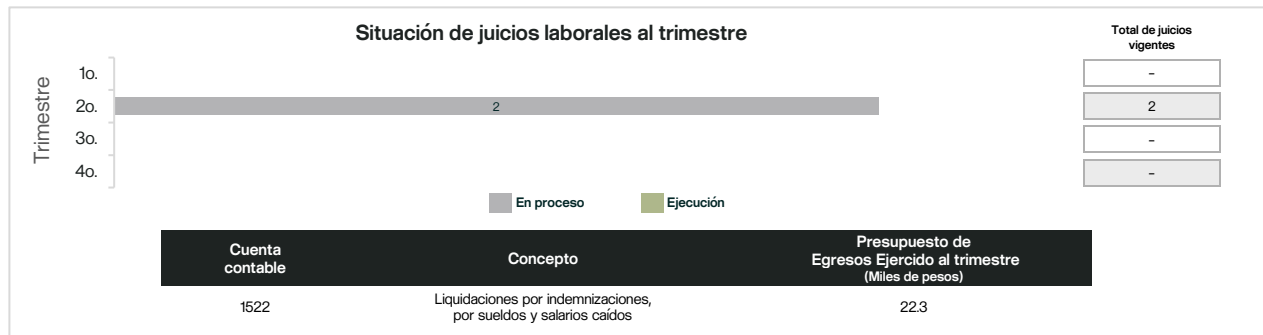 Situación de juicios laborales al trimestre
Total de juicios
vigentes
Trimestre
1o.
-
2o.
2
2
3o.
-
4o.
-
En proceso
Ejecución
Cuenta
contable
Concepto
Presupuesto de
Egresos Ejercido al trimestre
(Miles de pesos)
1522
Liquidaciones por indemnizaciones,
por sueldos y salarios caídos
22.3